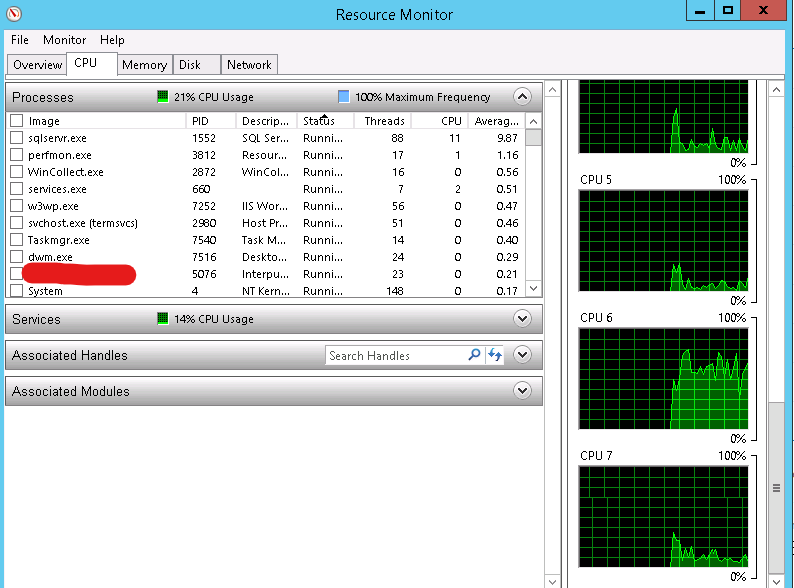 Resource Monitor
File Monitor Help
Overview CPU Memory Disk Network
Processes 21% CPU Usage 100% Maximum Frequency
Image PID Descrip... Status Threads CPU Averag...
sqlservr.exe 1552 SQL Ser... Runni... 88 11 9.87
perfmon.exe 3812 Resour... Runni... 17 1 1.16
WinCollect.exe 2872 WinCol... Runni... 16 0 0.56
services.exe 660 Runni... 7 2 0.51
w3wp.exe 7252 IIS Wor... Runni... 56 0 0.47
svchost.exe (termsvcs) 2980 Host Pr... Runni... 51 0 0.46
Taskmgr.exe 7540 Task M... Runni... 14 0 0.40
dwm.exe 7516 Deskto... Runni... 24 0 0.29
5076 Interpu... Runni... 23 0 0.21
System 4 NT Kern... Runni... 148 0 0.17
Services 14% CPU Usage
Associated Handles Search Handles
Associated Modules
0%
CPU 5 100%
0%
CPU 6 100%
0%
CPU 7 100%
0%